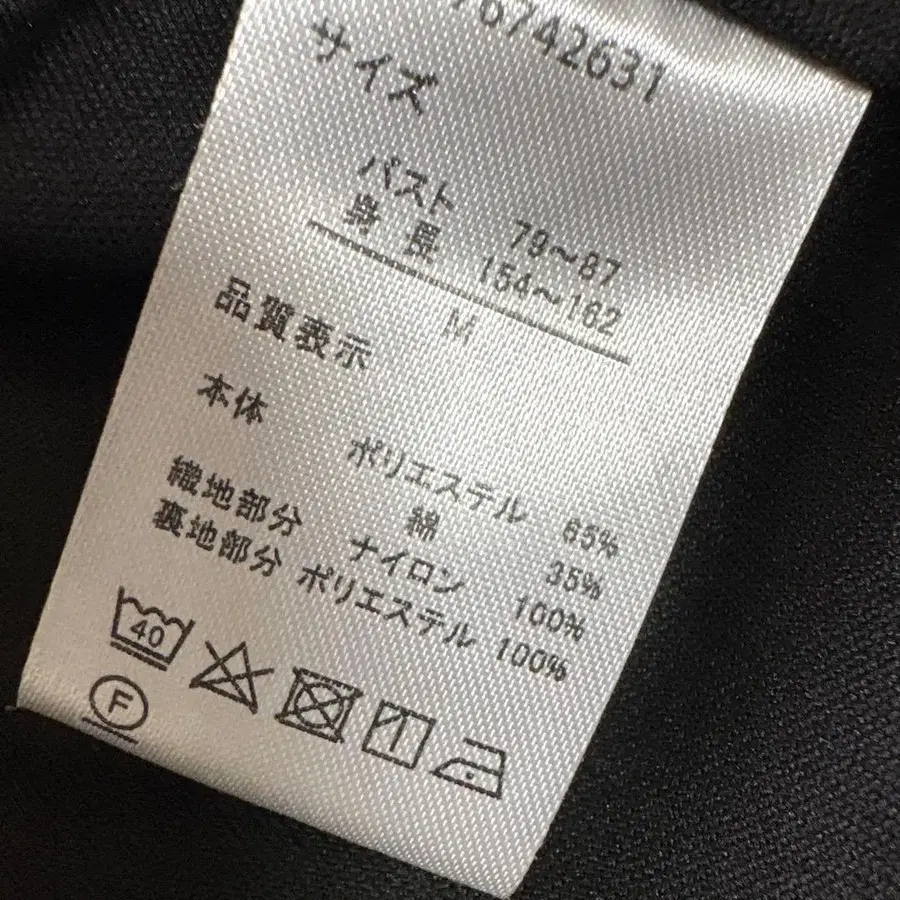 76742631
サイズ
バスト 79～87
身長 154～162
M
品質表示
本体 ポリエステル 65%
綿 35%
織地部分 ナイロン 100%
裏地部分 ポリエステル 100%
40
F